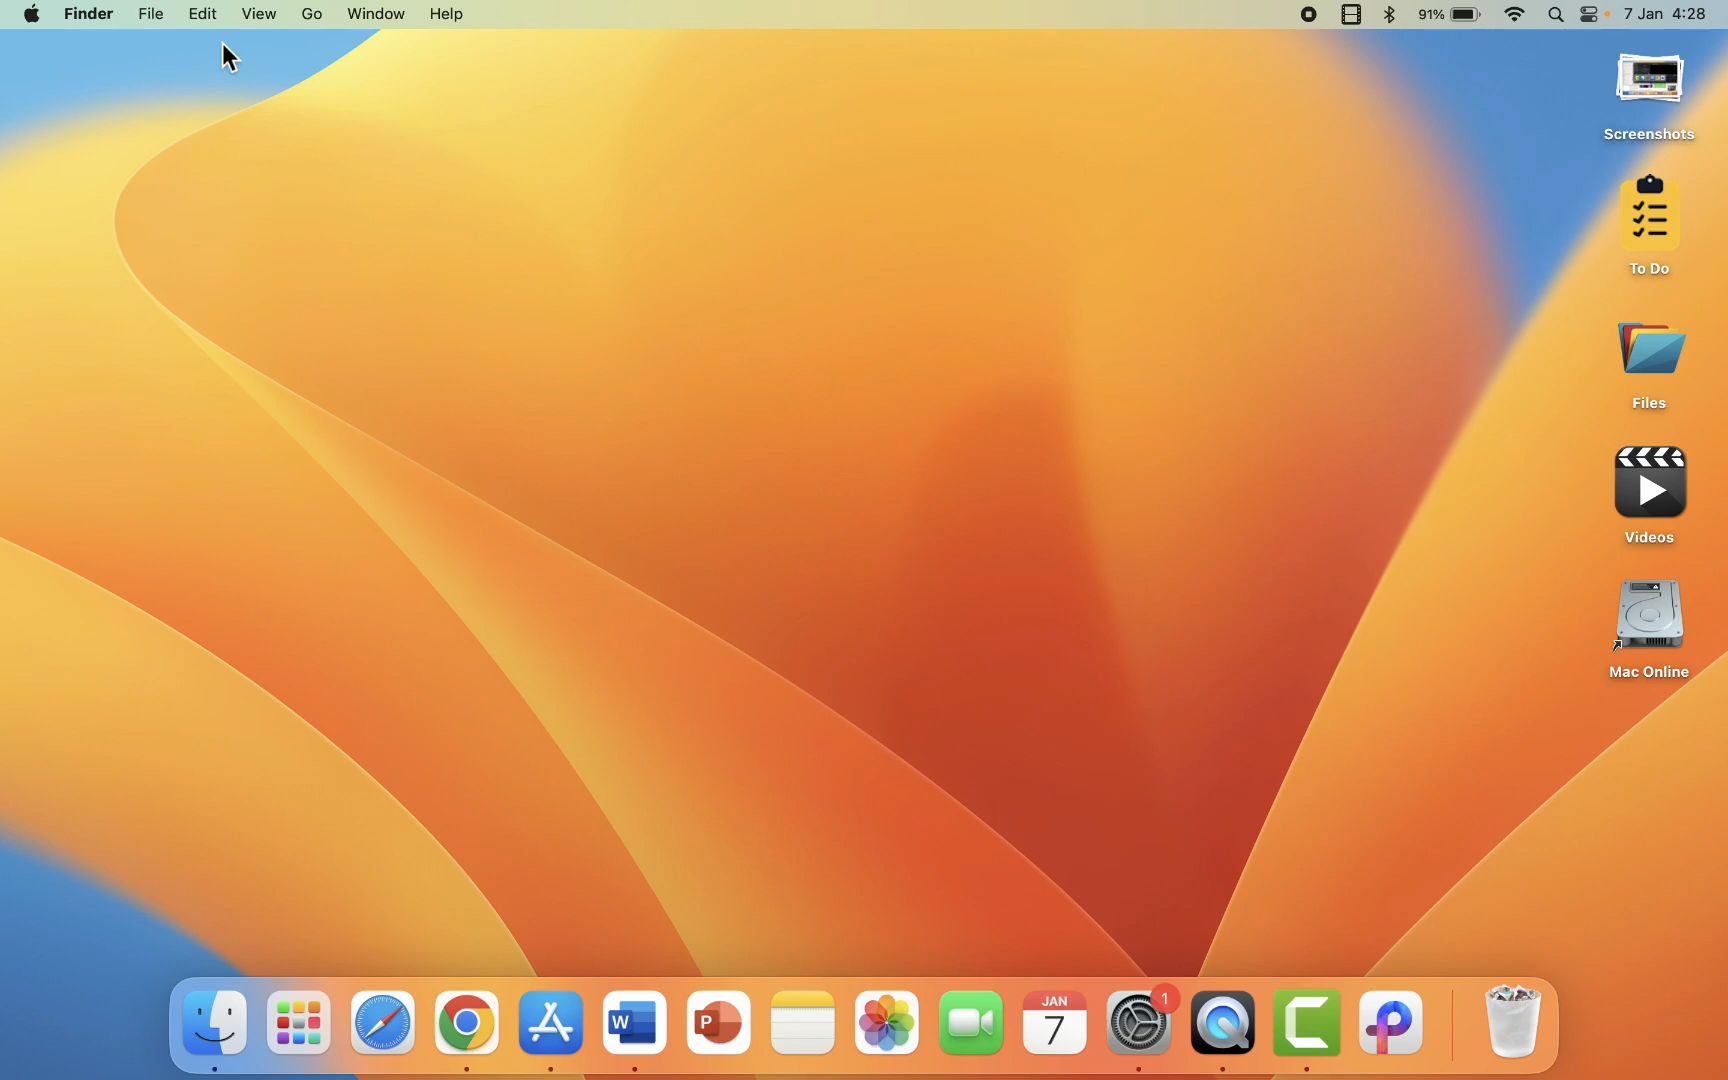 Finder File Edit View Go Window Help 91% 7 Jan 4:28
Screenshots
To Do
Files
Videos
Mac Online
W
P
JAN
7
1